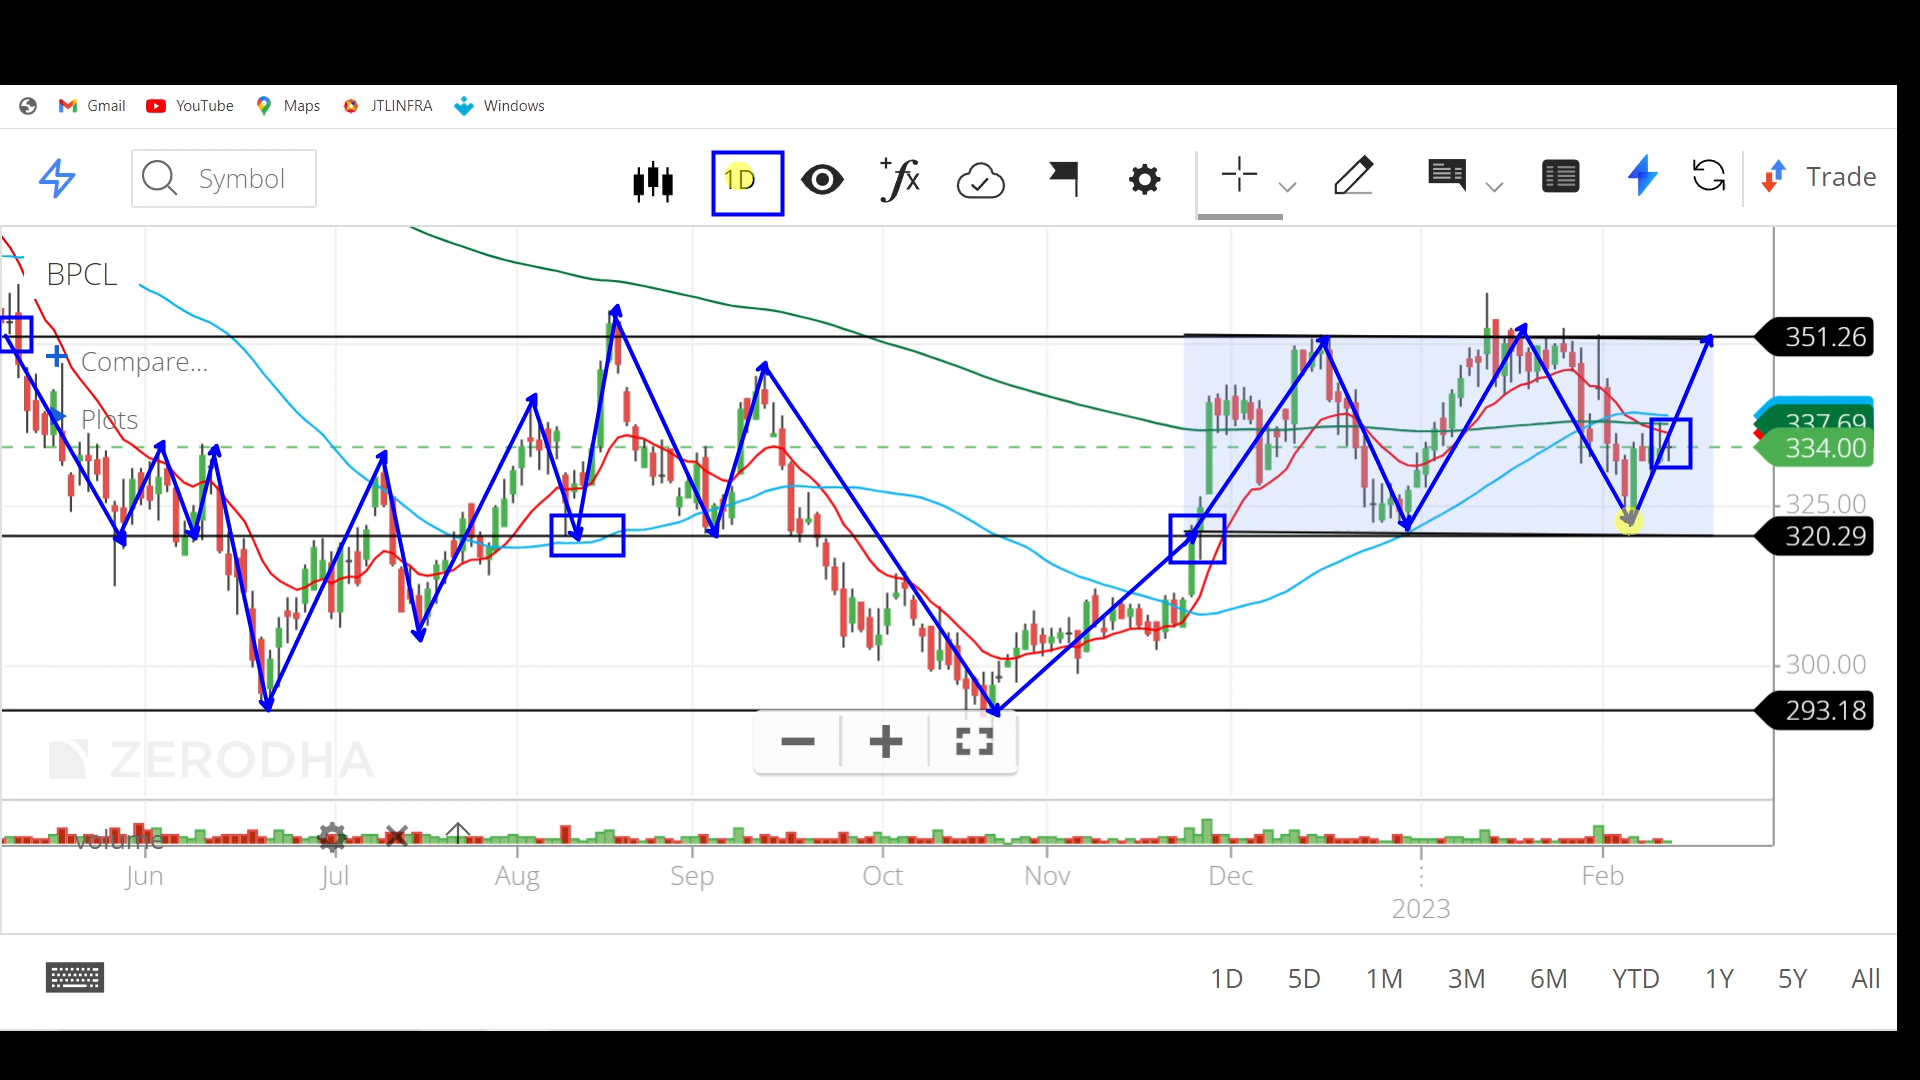 Gmail YouTube Maps JTLINFRA Windows
Symbol 1D Trade
BPCL
Compare...
Plots
351.26
337.69
334.00
325.00
320.29
300.00
293.18
ZERODHA
volume
Jun Jul Aug Sep Oct Nov Dec Feb
2023
1D 5D 1M 3M 6M YTD 1Y 5Y All